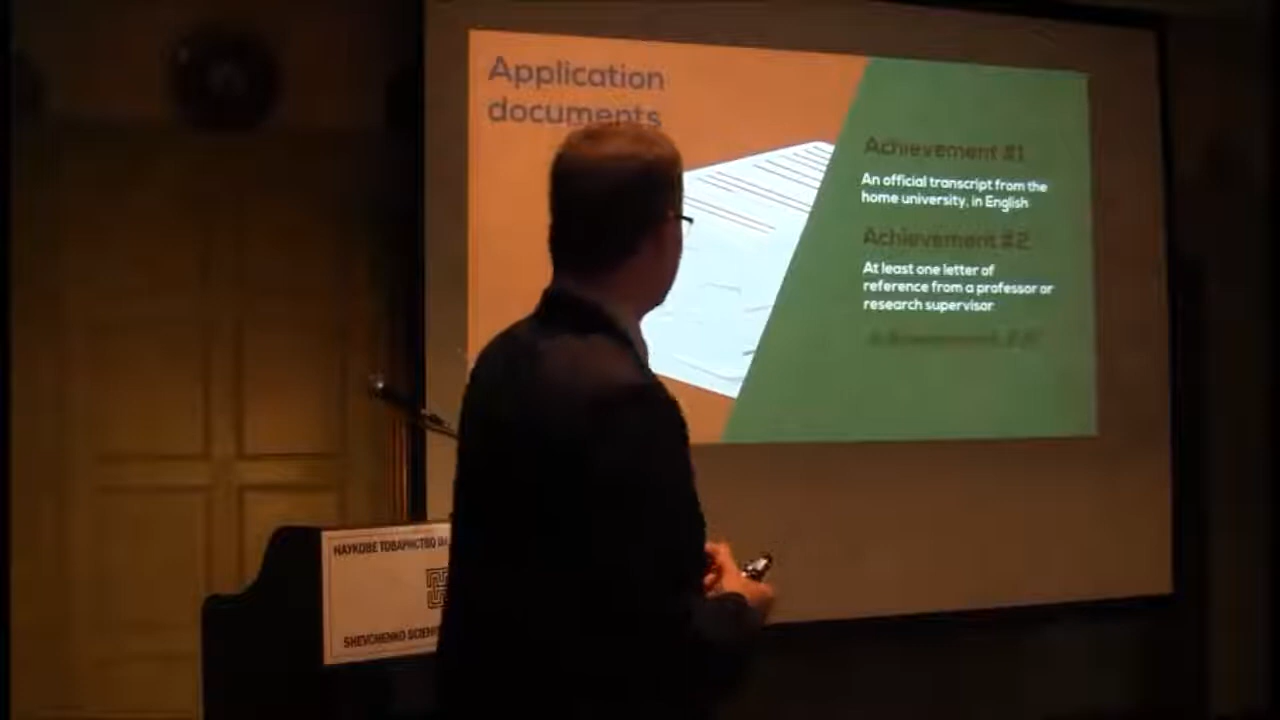 Application
documents
Achievement #1
An official transcript from the
home university, in English
Achievement #2
At least one letter of
reference from a professor or
research supervisor
НАУКОВЕ ТОВАРИСТВО
SHEVCHENKO